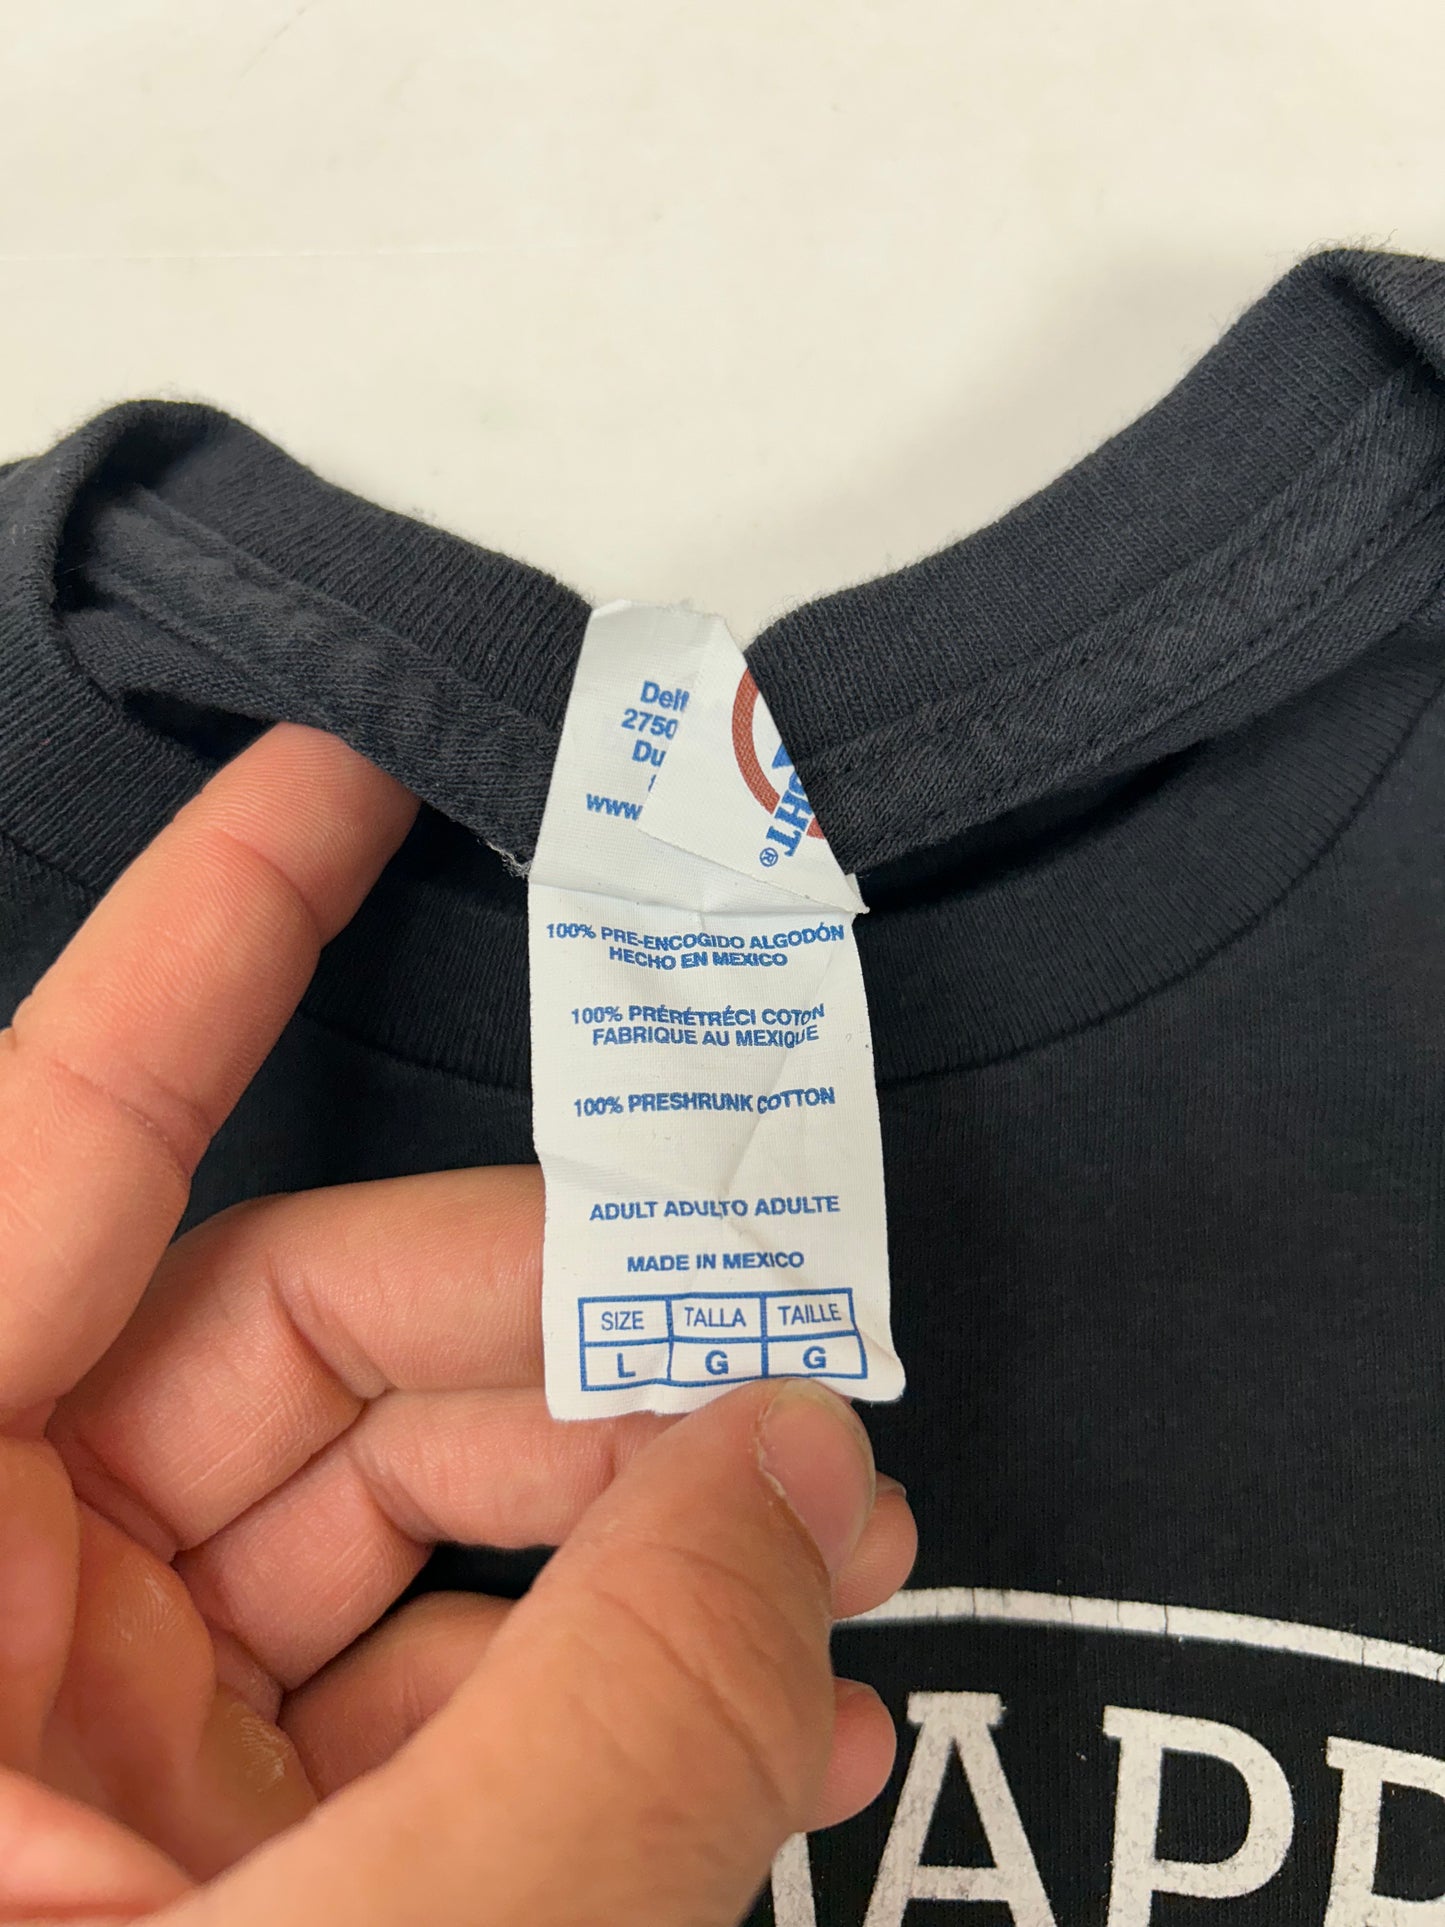 Delt
2750
Du
www
®
100% PRE-ENCOGIDO ALGODÓN
HECHO EN MEXICO
100% PRÉRÉTRÉCI COTON
FABRIQUE AU MEXIQUE
100% PRESHRUNK COTTON
ADULT ADULTO ADULTE
MADE IN MEXICO
SIZE TALLA TAILLE
L G G
APP